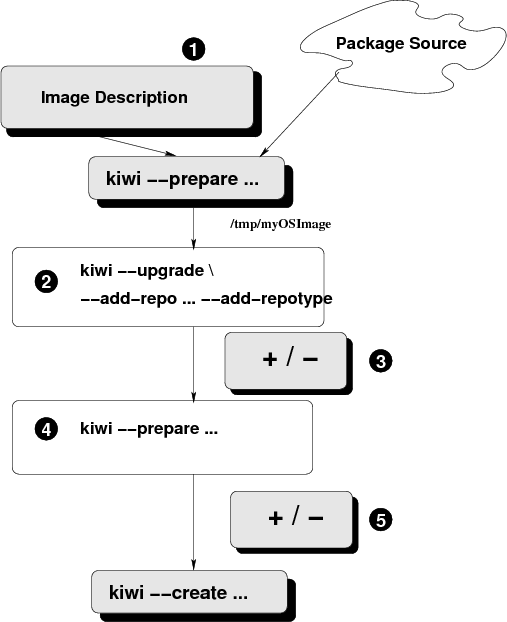 1
Package Source
Image Description
kiwi −−prepare ...
/tmp/myOSImage
2
kiwi −−upgrade \
−−add−repo ... −−add−repotype
+ / −
3
4
kiwi −−prepare ...
+ / −
5
kiwi −−create ...